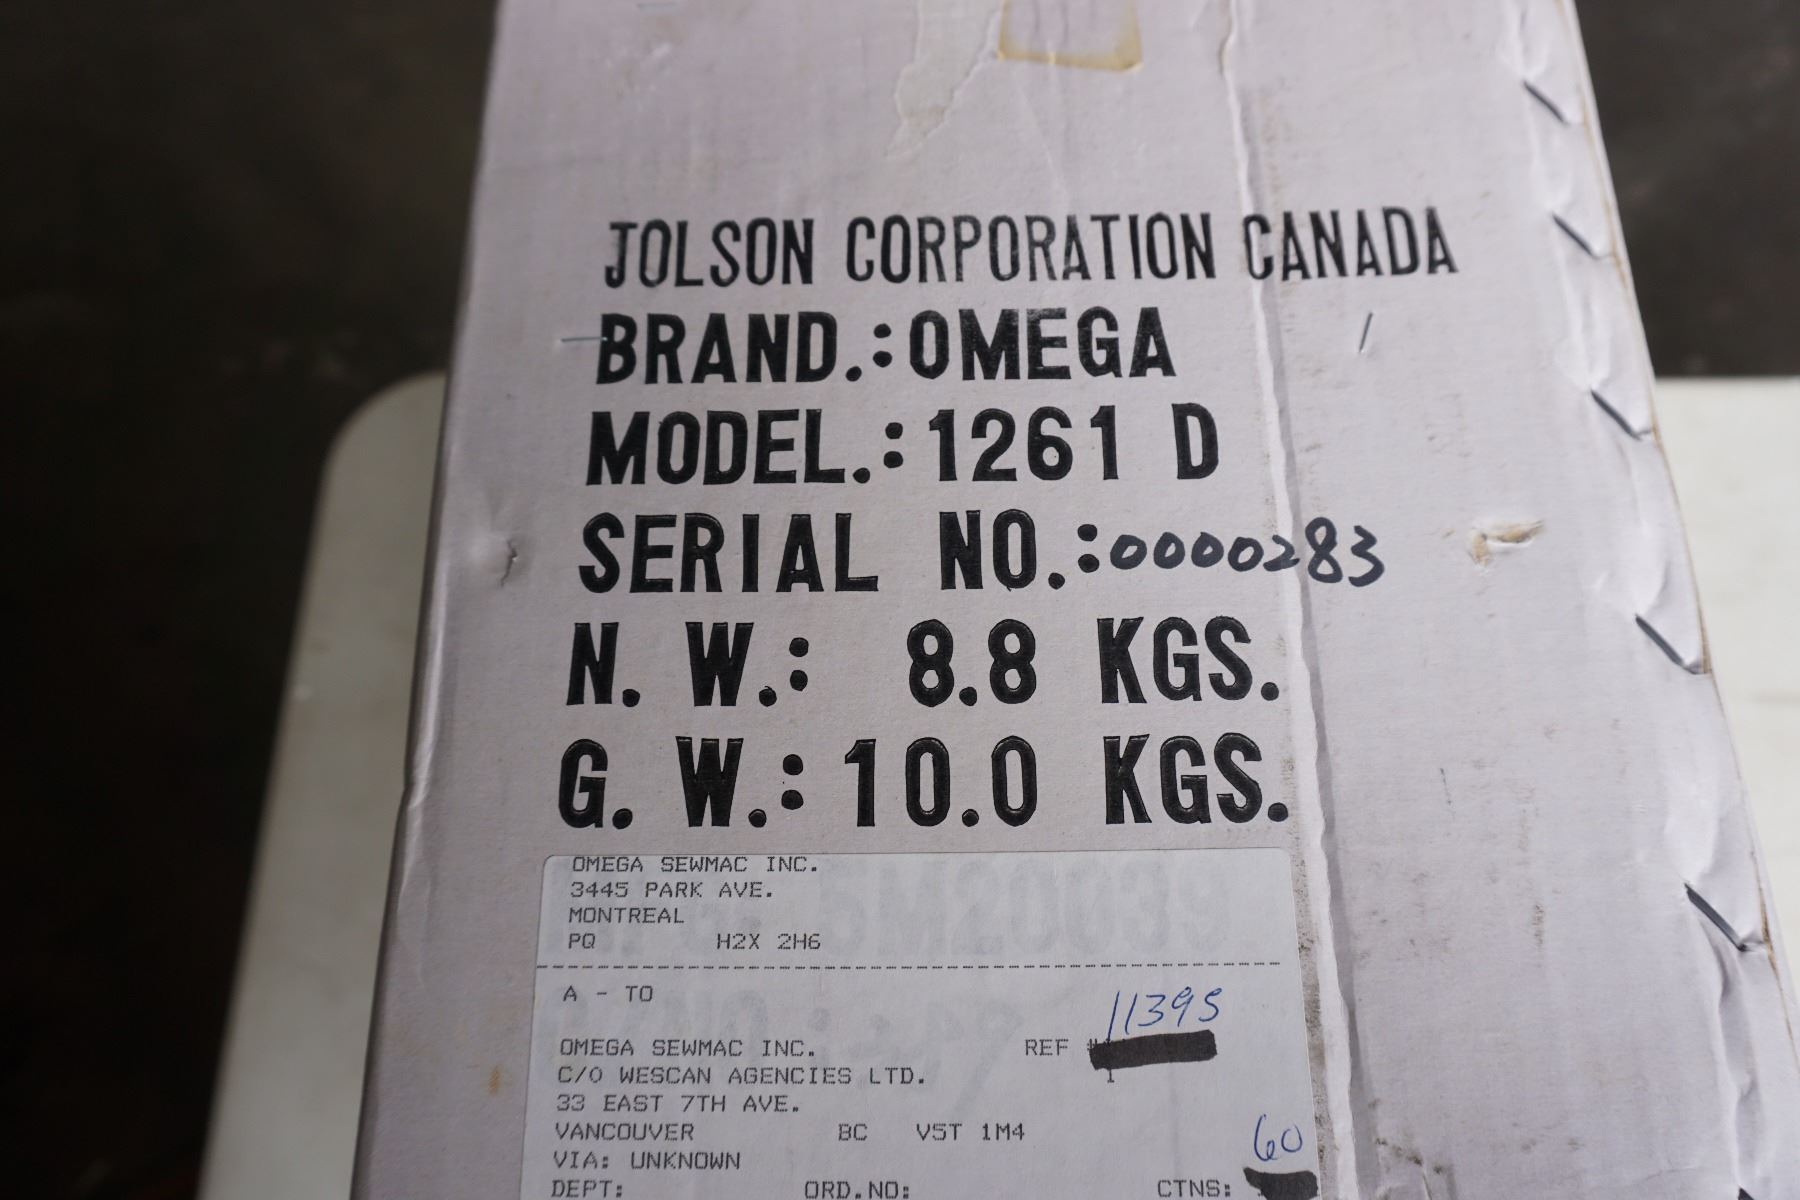 JOLSON CORPORATION CANADA
BRAND.:OMEGA
MODEL.:1261 D
SERIAL NO.:0000283
N. W.: 8.8 KGS.
G. W.: 10.0 KGS.
OMEGA SEWMAC INC.
3445 PARK AVE.
MONTREAL
PQ H2X 2H6
A - TO
11395
OMEGA SEWMAC INC. REF #
C/O WESCAN AGENCIES LTD. 1
33 EAST 7TH AVE.
VANCOUVER BC V5T 1M4
60
VIA: UNKNOWN
DEPT: ORD.NO: CTNS: